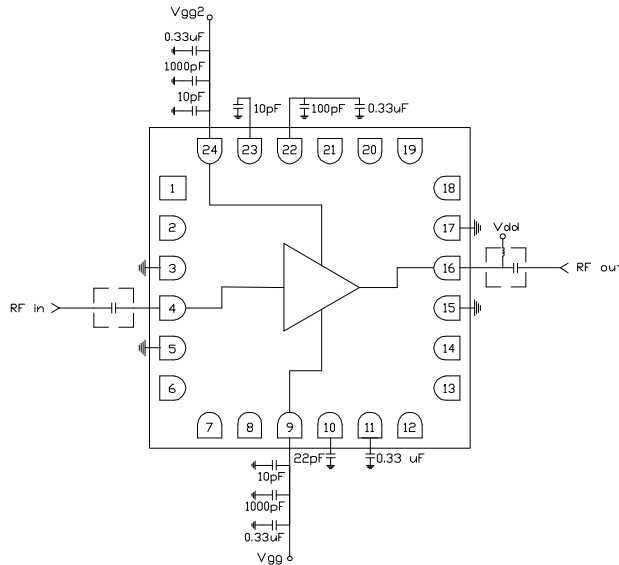 Vgg2
0.33uF
1000pF
10pF
10pF
100pF
0.33uF
24
23
22
21
20
19
1
18
2
17
Vdd
3
16
RF out
RF in
4
15
5
14
6
13
7
8
9
10
11
12
22pF
0.33 uF
10pF
1000pF
0.33uF
Vgg